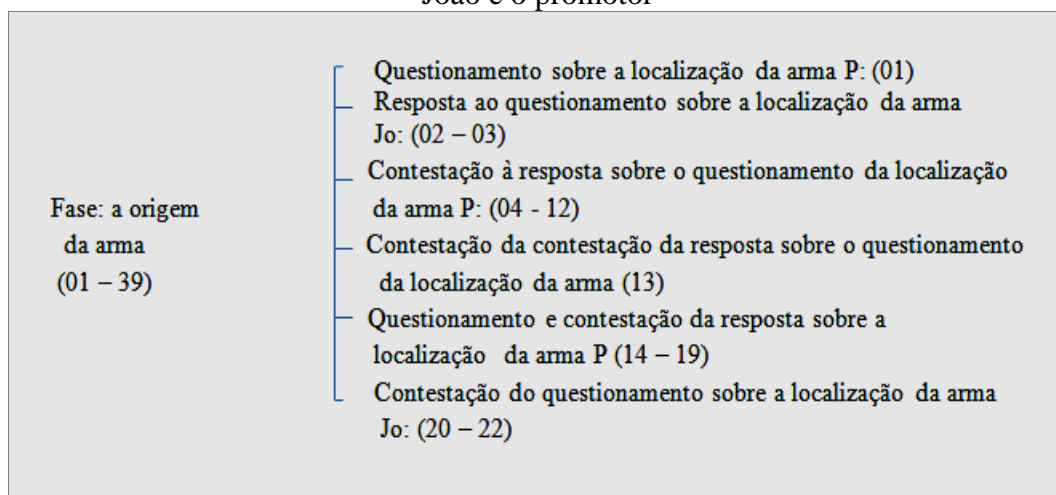 João e o promotor
Questionamento sobre a localização da arma P: (01)
Resposta ao questionamento sobre a localização da arma
Jo: (02 – 03)
Contestação à resposta sobre o questionamento da localização
da arma P: (04 - 12)
Fase: a origem
da arma
(01 – 39)
Contestação da contestação da resposta sobre o questionamento
da localização da arma (13)
Questionamento e contestação da resposta sobre a
localização da arma P (14 – 19)
Contestação do questionamento sobre a localização da arma
Jo: (20 – 22)